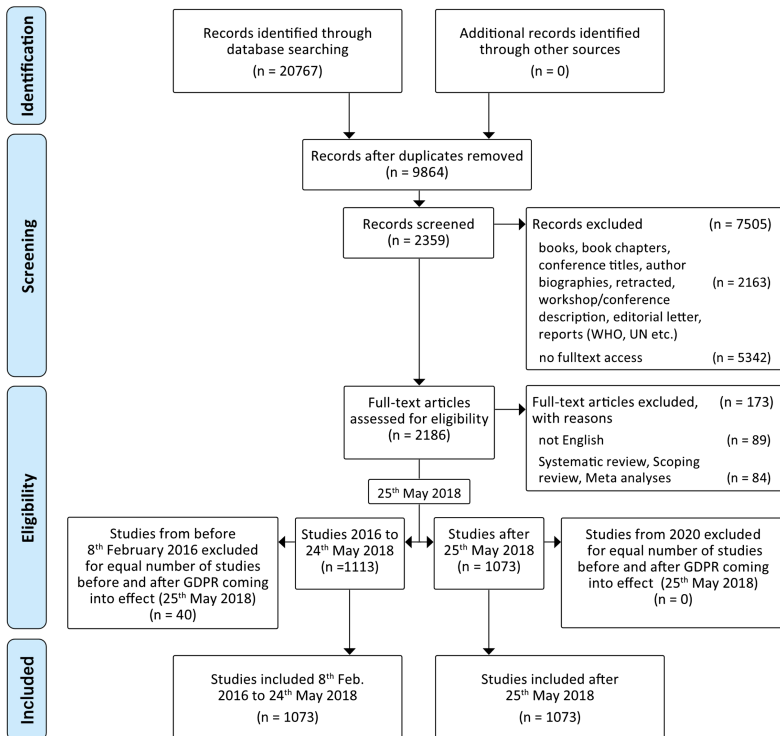 Identification
Records identified through
database searching
(n = 20767)
Additional records identified
through other sources
(n = 0)
Screening
Records after duplicates removed
(n = 9864)
Records screened
(n = 2359)
Records excluded (n = 7505)
books, book chapters,
conference titles, author
biographies, retracted, (n = 2163)
workshop/conference
description, editorial letter,
reports (WHO, UN etc.)
no fulltext access (n = 5342)
Eligibility
Full-text articles
assessed for eligibility
(n = 2186)
Full-text articles excluded, (n = 173)
with reasons
not English (n = 89)
Systematic review, Scoping
review, Meta analyses (n = 84)
25th May 2018
Studies from before
8th February 2016 excluded
for equal number of studies
before and after GDPR coming
into effect (25th May 2018)
(n = 40)
Studies 2016 to
24th May 2018
(n =1113)
Studies after
25th May 2018
(n = 1073)
Studies from 2020 excluded
for equal number of studies
before and after GDPR coming
into effect (25th May 2018)
(n = 0)
Included
Studies included 8th Feb.
2016 to 24th May 2018
(n = 1073)
Studies included after
25th May 2018
(n = 1073)